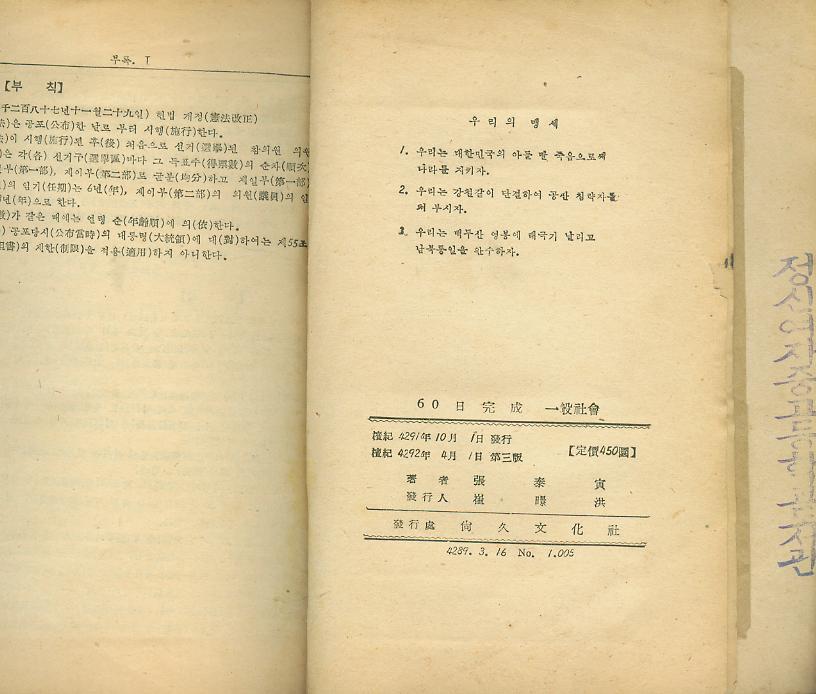 부록. I
【부 칙】
千二百八十七년十一월二十九일) 헌법 개정(憲法改正)
法)은 공포(公布)한 날로 부터 시행(施行)한다.
法)이 시행(施行)된 후(後) 처음으로 선거(選擧)된 참의원 의원
)은 각(各) 선거구(選擧區)마다 그 득표수(得票數)의 순차(順次)
일부(第一部), 제이부(第二部)로 균분(均分)하고 제일부(第一部)
)의 임기(任期)는 6년(年), 제이부(第二部)의 의원(議員)의 임
년(年)으로 한다.
數)가 같은 때에는 연령 순(年齡順)에 의(依)한다.
) 공포당시(公布當時)의 대통령(大統領)에 대(對)하여는 제55조
但書)의 제한(制限)을 적용(適用)하지 아니한다.
우리의 맹세
1. 우리는 대한민국의 아들 딸 죽음으로써
나라를 지키자.
2. 우리는 강철같이 단결하여 공산 침략자를
쳐 부시자.
3. 우리는 백두산 영봉에 태극기 날리고
남북통일을 완수하자.
60日 完成 一般社會
檀紀 4291年 10月 1日 發行
檀紀 4292年 4月 1日 第三版
【定價450圜】
著者 張 泰 寅
發行人 崔 暻 洪
發行處 尙久文化社
4289. 3. 16 No. 1.005